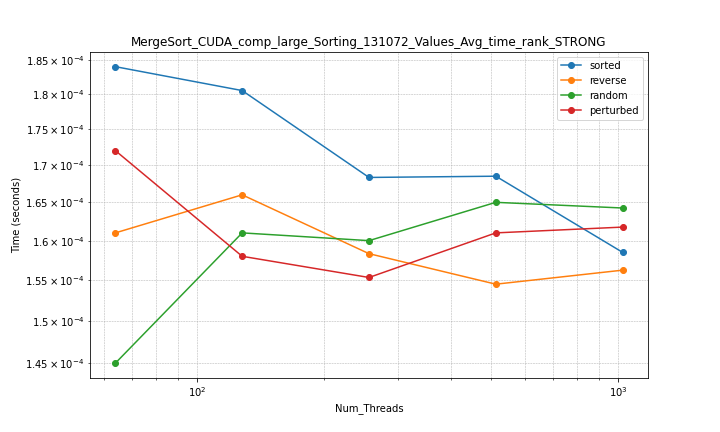 MergeSort_CUDA_comp_large_Sorting_131072_Values_Avg_time_rank_STRONG
1.85 × 10⁻⁴
1.8 × 10⁻⁴
1.75 × 10⁻⁴
1.7 × 10⁻⁴
1.65 × 10⁻⁴
1.6 × 10⁻⁴
1.55 × 10⁻⁴
1.5 × 10⁻⁴
1.45 × 10⁻⁴
Time (seconds)
sorted
reverse
random
perturbed
10²
10³
Num_Threads